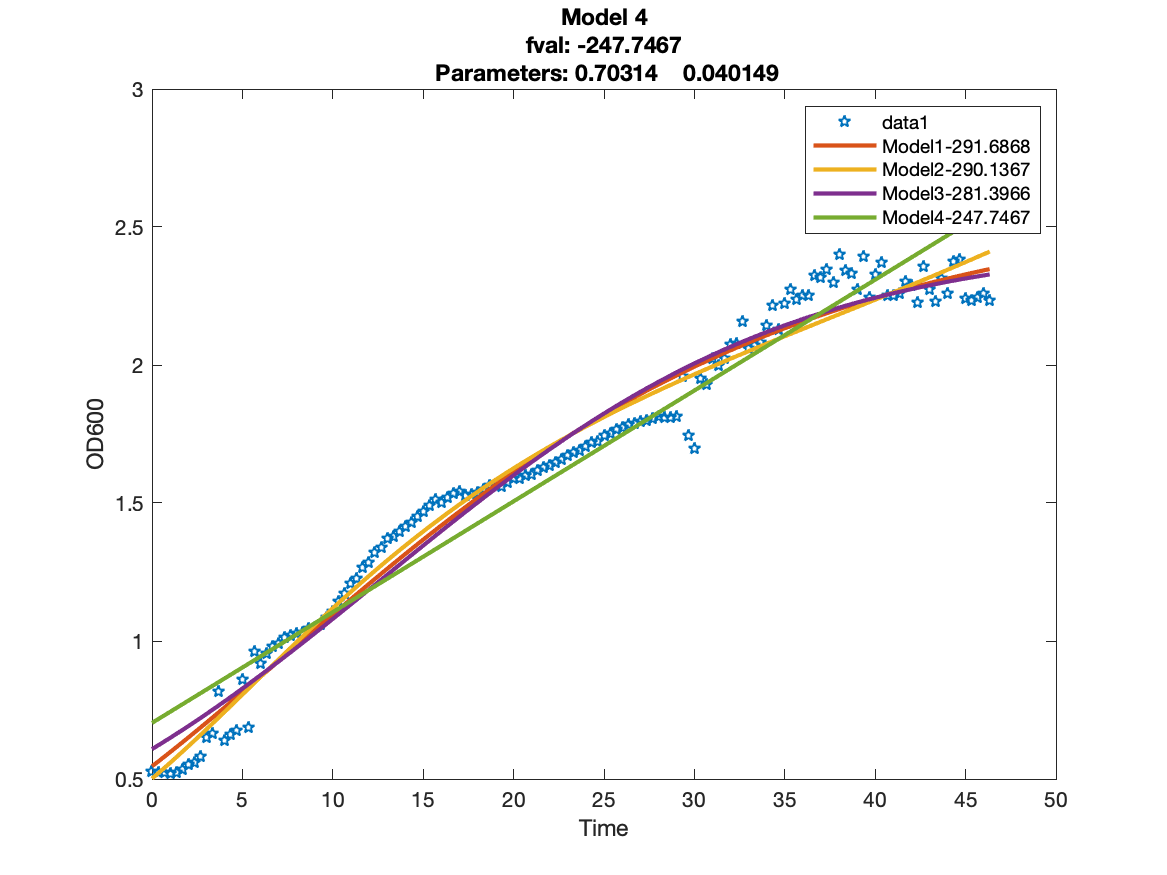 Model 4
fval: -247.7467
Parameters: 0.70314 0.040149
3
2.5
2
1.5
1
0.5
OD600
data1
Model1-291.6868
Model2-290.1367
Model3-281.3966
Model4-247.7467
0 5 10 15 20 25 30 35 40 45 50
Time